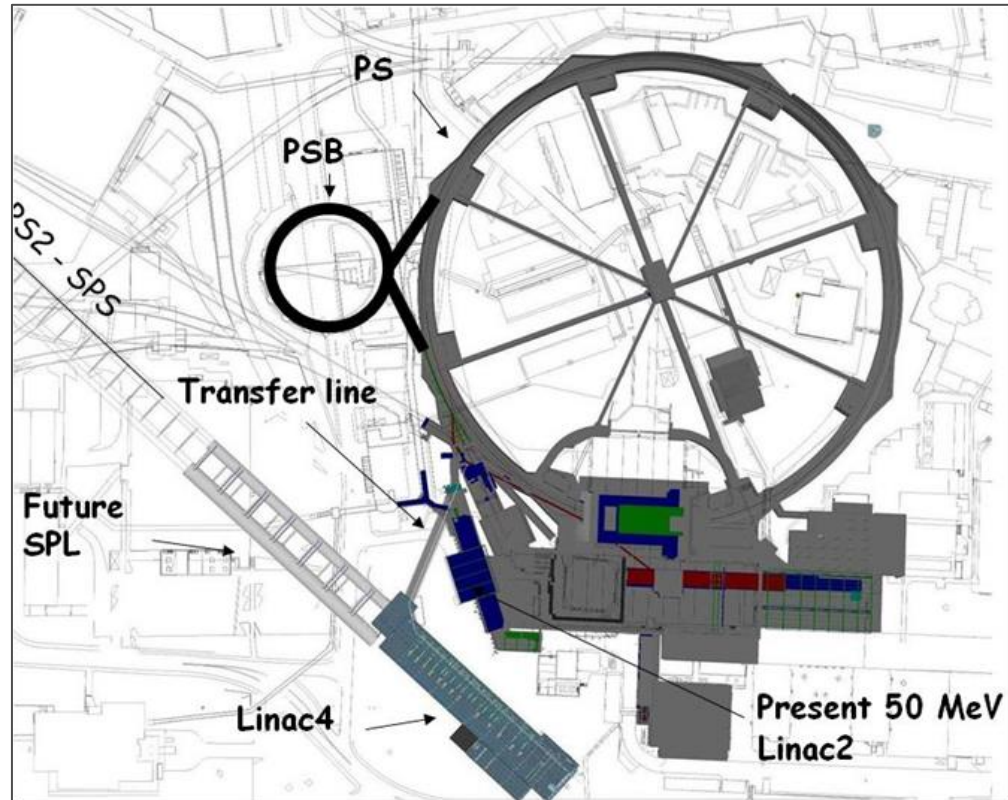 PS
PSB
PS2 - SPS
Transfer line
Future
SPL
Linac4
Present 50 MeV
Linac2